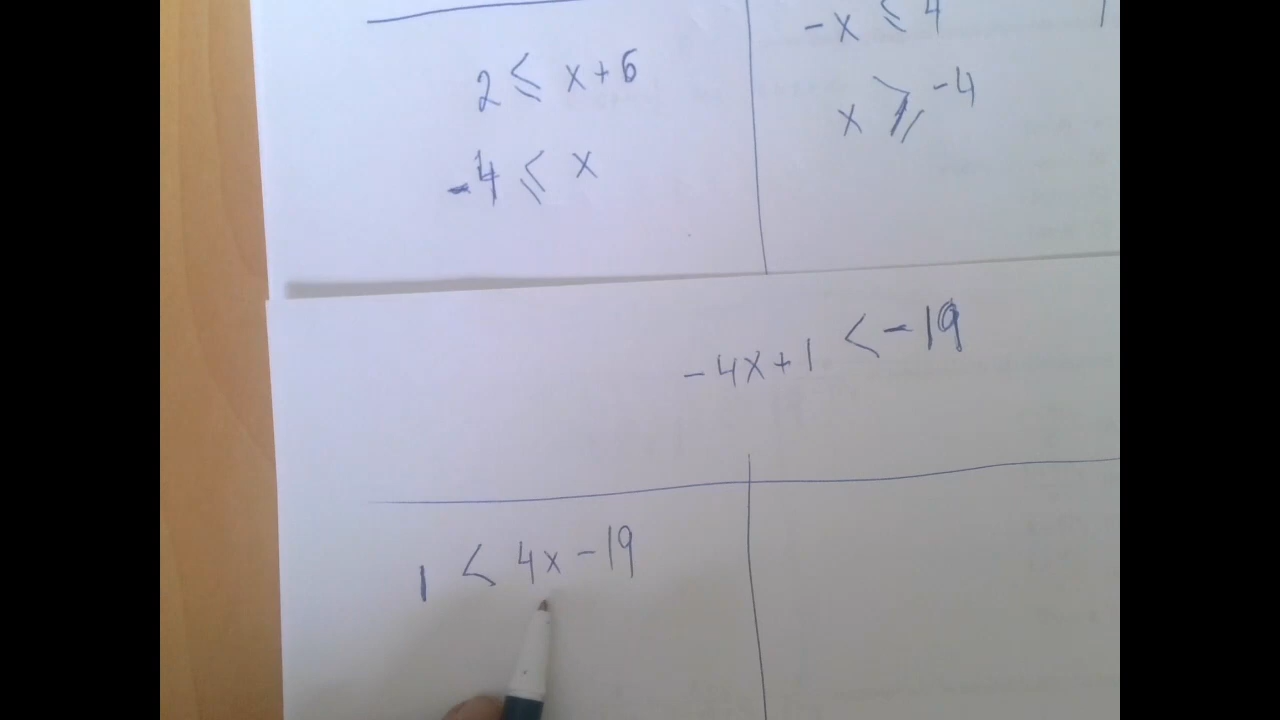 2 ≤ x+6
-4 ≤ x
-x ≤ 4
x ≥ -4
-4x+1 < -19
1 < 4x-19